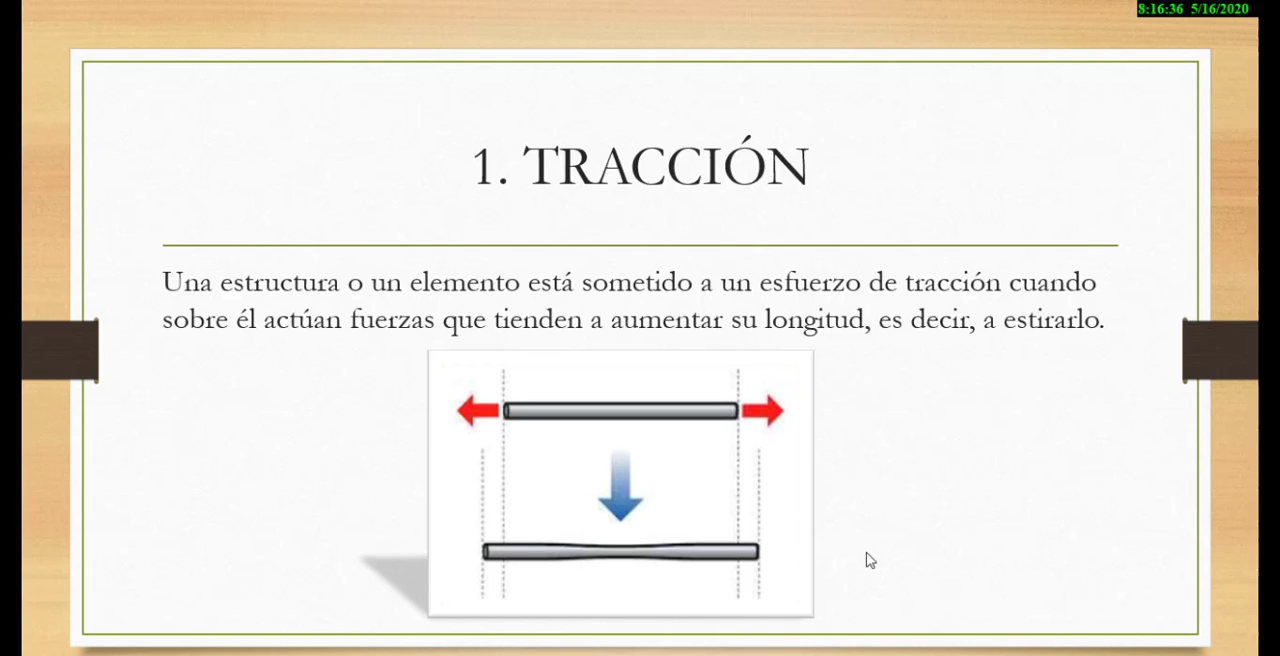 8:16:36 5/16/2020
1. TRACCIÓN
Una estructura o un elemento está sometido a un esfuerzo de tracción cuando
sobre él actúan fuerzas que tienden a aumentar su longitud, es decir, a estirarlo.